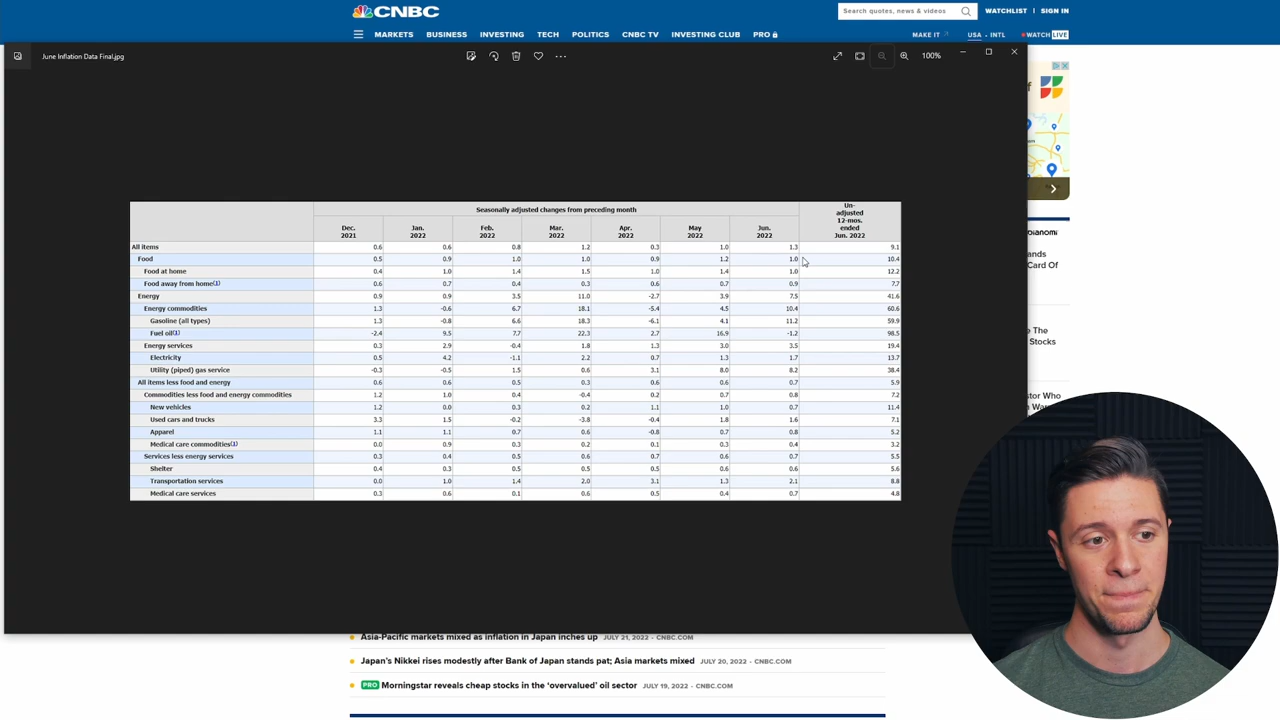 CNBC
Search quotes, news & videos
WATCHLIST | SIGN IN
MARKETS BUSINESS INVESTING TECH POLITICS CNBC TV INVESTING CLUB PRO
MAKE IT USA • INTL WATCH LIVE
June Inflation Data Final.jpg
100%
Seasonally adjusted changes from preceding month
Un-
adjusted
12-mos.
ended
Jun. 2022
Dec. 2021 Jan. 2022 Feb. 2022 Mar. 2022 Apr. 2022 May 2022 Jun. 2022
All items 0.6 0.6 0.8 1.2 0.3 1.0 1.3 9.1
Food 0.5 0.9 1.0 1.0 0.9 1.2 1.0 10.4
Food at home 0.4 1.0 1.4 1.5 1.0 1.4 1.0 12.2
Food away from home(1) 0.6 0.7 0.4 0.3 0.6 0.7 0.9 7.7
Energy 0.9 0.9 3.5 11.0 -2.7 3.9 7.5 41.6
Energy commodities 1.3 -0.6 6.7 18.1 -5.4 4.5 10.4 60.6
Gasoline (all types) 1.3 -0.8 6.6 18.3 -6.1 4.1 11.2 59.9
Fuel oil(1) -2.4 9.5 7.7 22.3 2.7 16.9 -1.2 98.5
Energy services 0.3 2.9 -0.4 1.8 1.3 3.0 3.5 19.4
Electricity 0.5 4.2 -1.1 2.2 0.7 1.3 1.7 13.7
Utility (piped) gas service -0.3 -0.5 1.5 0.6 3.1 8.0 8.2 38.4
All items less food and energy 0.6 0.6 0.5 0.3 0.6 0.6 0.7 5.9
Commodities less food and energy commodities 1.2 1.0 0.4 -0.4 0.2 0.7 0.8 7.2
New vehicles 1.2 0.0 0.3 0.2 1.1 1.0 0.7 11.4
Used cars and trucks 3.3 1.5 -0.2 -3.8 -0.4 1.8 1.6 7.1
Apparel 1.1 1.1 0.7 0.6 -0.8 0.7 0.8 5.2
Medical care commodities(1) 0.0 0.9 0.3 0.2 0.1 0.3 0.4 3.2
Services less energy services 0.3 0.4 0.5 0.6 0.7 0.6 0.7 5.5
Shelter 0.4 0.3 0.5 0.5 0.5 0.6 0.6 5.6
Transportation services 0.0 1.0 1.4 2.0 3.1 1.3 2.1 8.8
Medical care services 0.3 0.6 0.1 0.6 0.5 0.4 0.7 4.8
Card Of
The
Stocks
Who
Asia-Pacific markets mixed as inflation in Japan inches up JULY 21, 2022 • CNBC.COM
Japan's Nikkei rises modestly after Bank of Japan stands pat; Asia markets mixed JULY 20, 2022 • CNBC.COM
PRO Morningstar reveals cheap stocks in the 'overvalued' oil sector JULY 19, 2022 • CNBC.COM